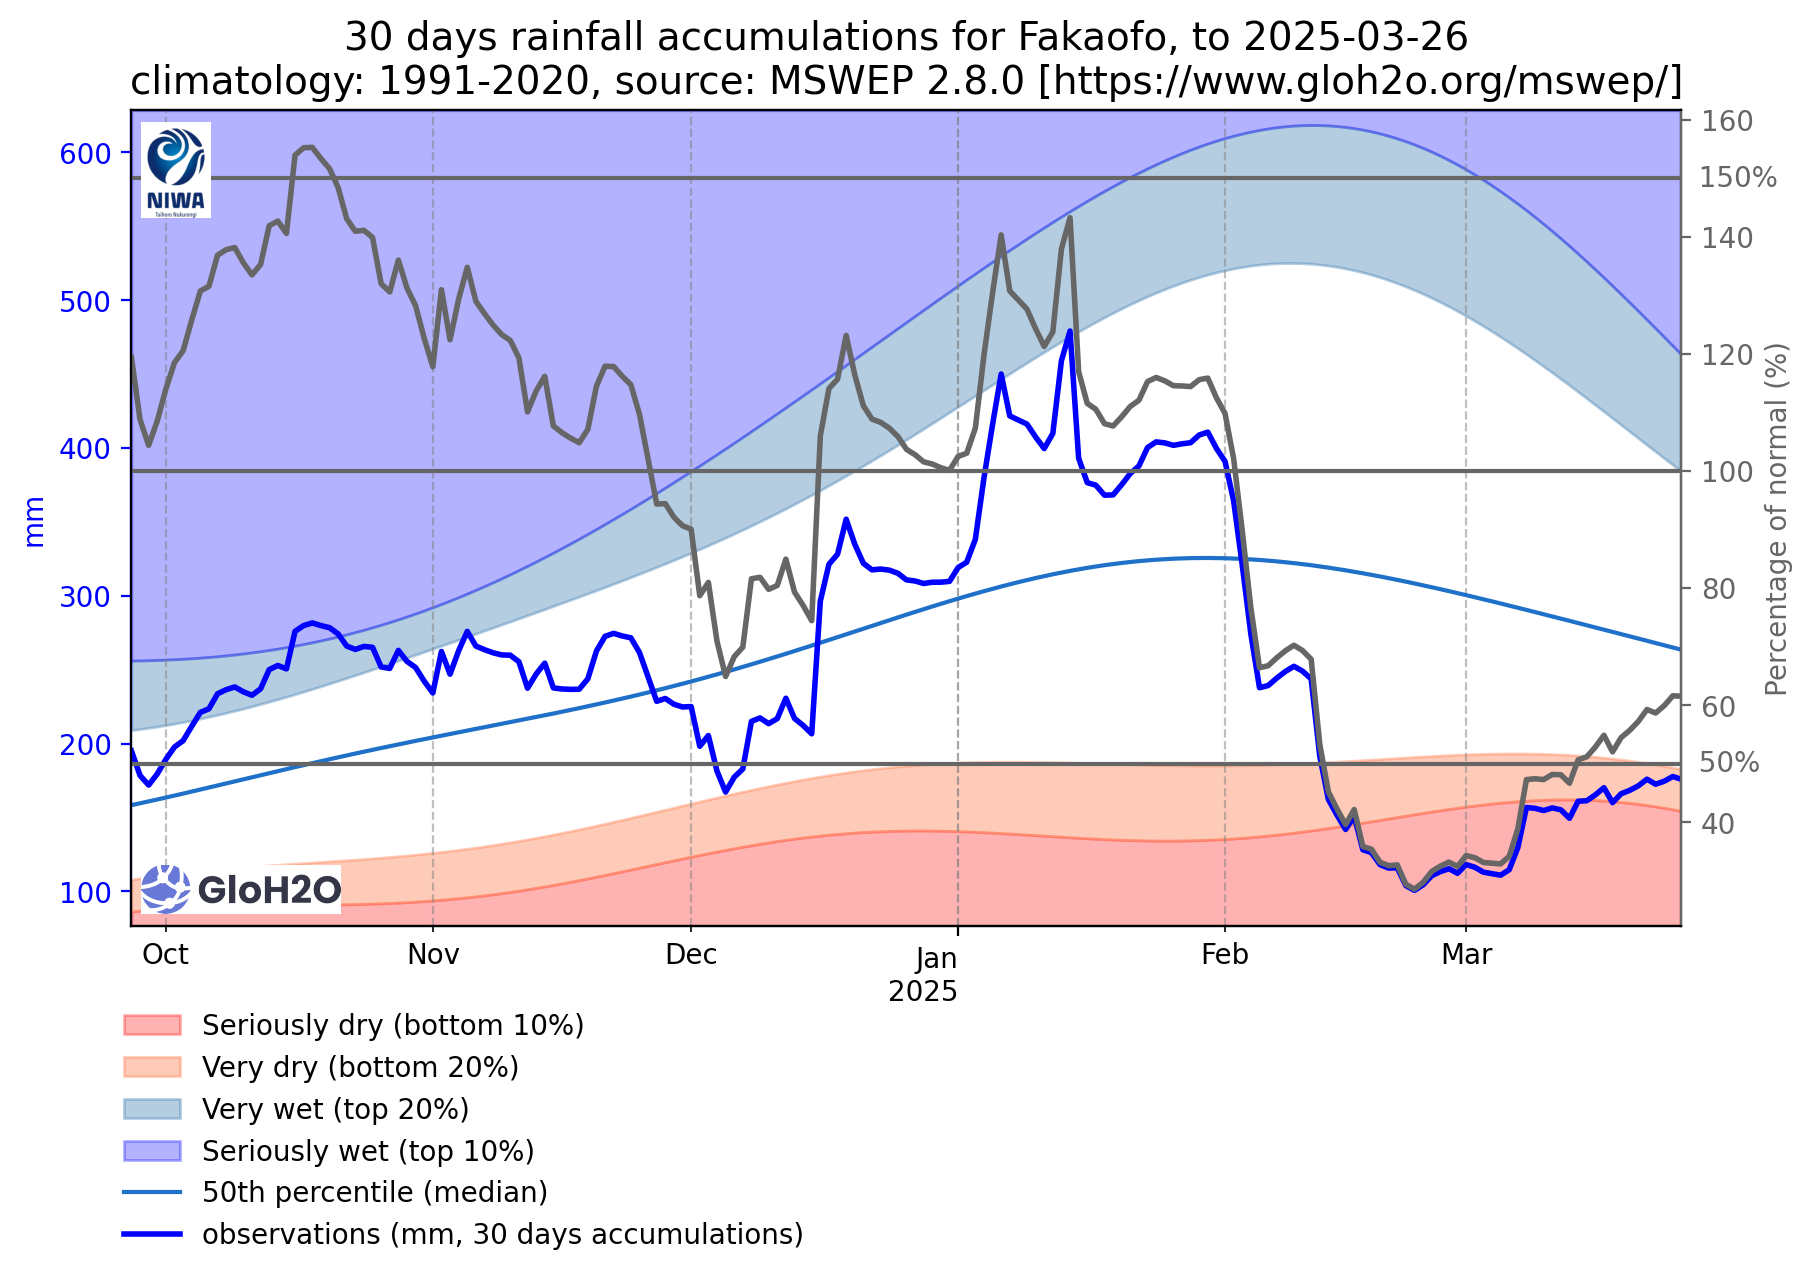 30 days rainfall accumulations for Fakaofo, to 2025-03-26
climatology: 1991-2020, source: MSWEP 2.8.0 [https://www.gloh2o.org/mswep/]
NIWA
Taihoro Nukurangi
600
500
400
300
200
100
mm
160
150%
140
120
100
80
60
50%
40
Percentage of normal (%)
GloH2O
Oct
Nov
Dec
Jan
2025
Feb
Mar
Seriously dry (bottom 10%)
Very dry (bottom 20%)
Very wet (top 20%)
Seriously wet (top 10%)
50th percentile (median)
observations (mm, 30 days accumulations)